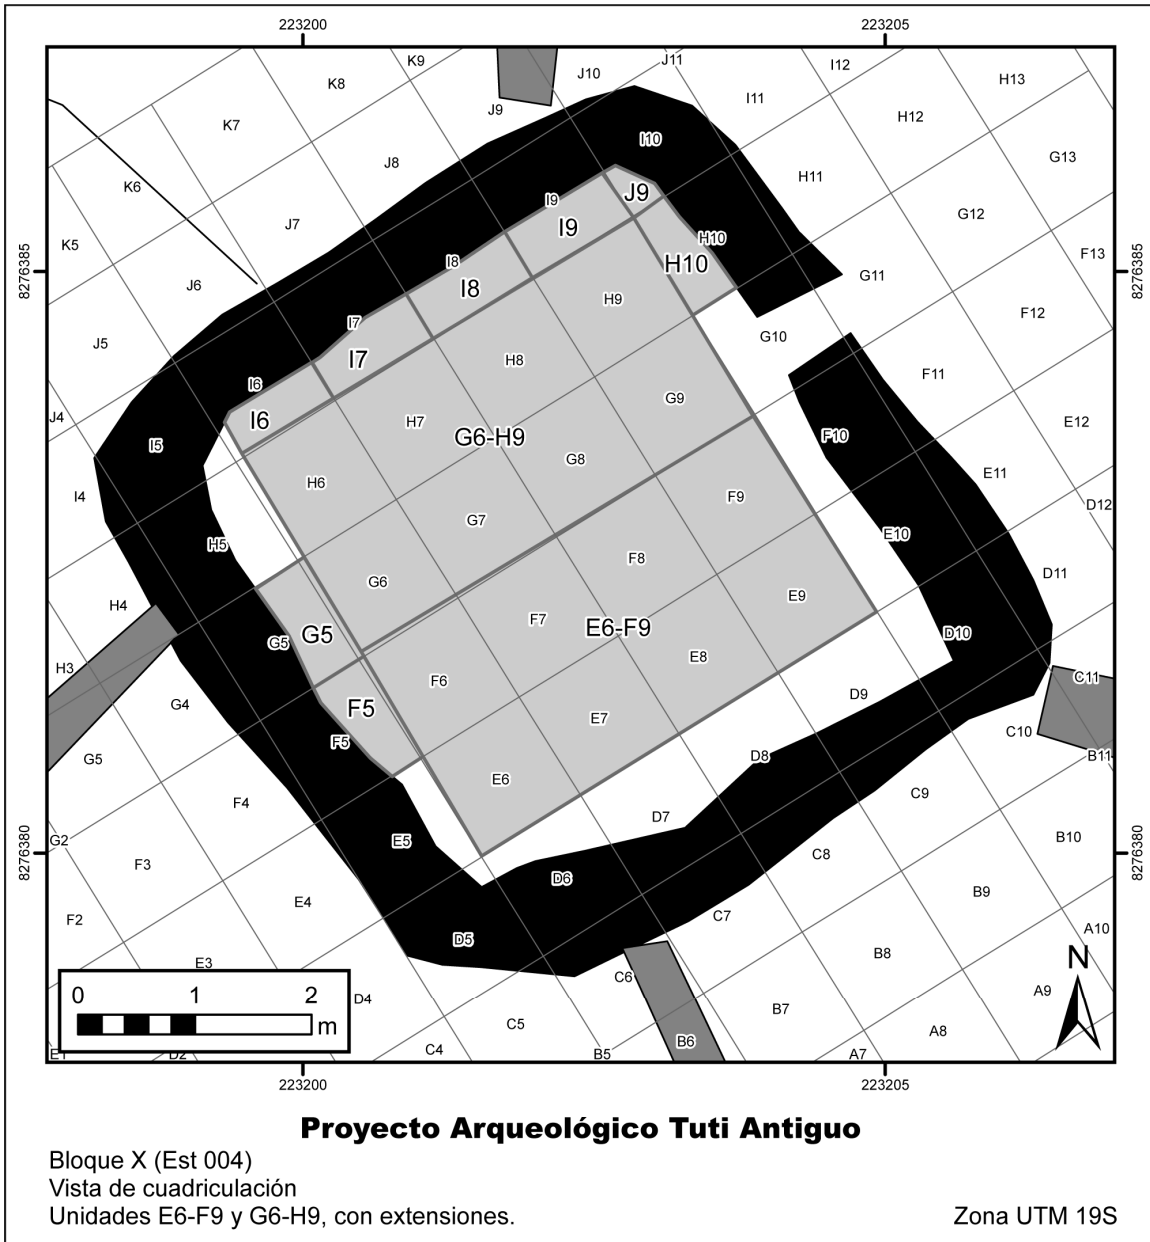 223200 223205
K9 J11 I12
K8 J10 H13
J9 I11 H12
K7 I10 G13
J8 H11
K6 J9 I9 G12
J7 I9 H10 F13
K5 I8 H10 G11
J6 I8 H9 F12
I7 G10
J5 I7 H8 F11
I6 G9
J4 I6 H7 G6-H9 F10 E12
I5 G8 E11
I4 H6 F9 D12
H5 G7 E10
G6 F8 D11
H4 F7 E9
G5 G5 E6-F9 D10
H3 F6 E8 C11
G4 F5 E7 D9 C10
F5 D8 B11
G5 E6 C9
F4 D7
G2 E5 B10
F3 D6 C8
E4 B9
F2 D5 C7 A10
E3 B8
C6 A9
D4 B7
C5 A8
C4 B5 B6 A7
E1 D2
8276385 8276385
8276380 8276380
0 1 2
m
N
223200 223205
Proyecto Arqueológico Tuti Antiguo
Bloque X (Est 004)
Vista de cuadriculación
Unidades E6-F9 y G6-H9, con extensiones.
Zona UTM 19S